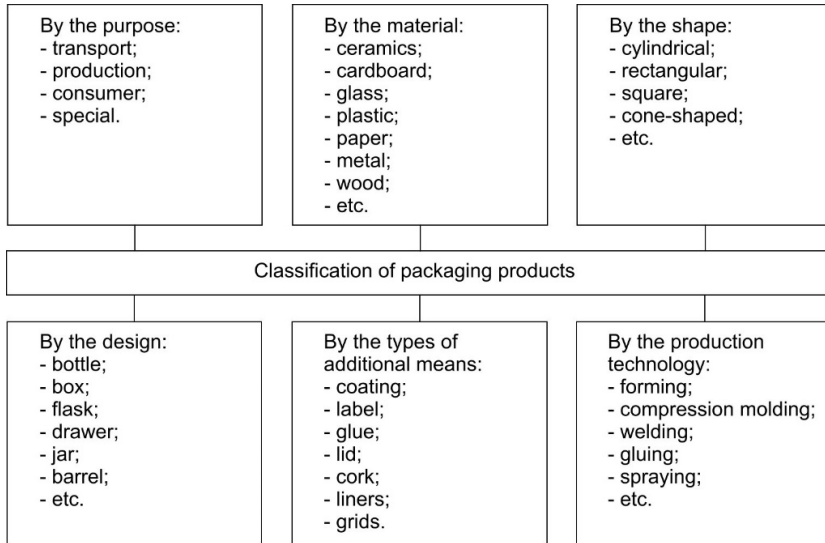 By the purpose:
- transport;
- production;
- consumer;
- special.
By the material:
- ceramics;
- cardboard;
- glass;
- plastic;
- paper;
- metal;
- wood;
- etc.
By the shape:
- cylindrical;
- rectangular;
- square;
- cone-shaped;
- etc.
Classification of packaging products
By the design:
- bottle;
- box;
- flask;
- drawer;
- jar;
- barrel;
- etc.
By the types of
additional means:
- coating;
- label;
- glue;
- lid;
- cork;
- liners;
- grids.
By the production
technology:
- forming;
- compression molding;
- welding;
- gluing;
- spraying;
- etc.